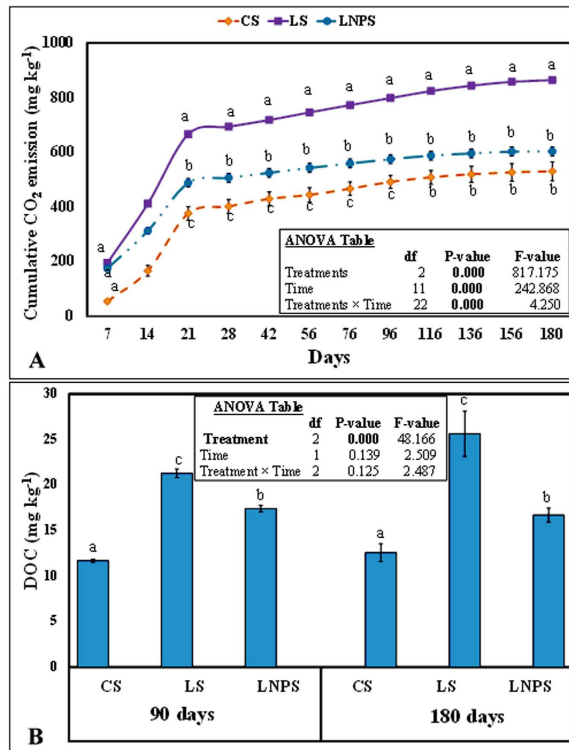 CS LS LNPS
Cumulative CO2 emission (mg kg-1)
1000
800
600
400
200
0
a a a a a a a a a a
b b b b b b b b b b
c c c c c c b b b b
a
a
a
ANOVA Table
df P-value F-value
Treatments 2 0.000 817.175
Time 11 0.000 242.868
Treatments × Time 22 0.000 4.250
7 14 21 28 42 56 76 96 116 136 156 180
A
Days
30
25
20
15
10
5
0
DOC (mg kg-1)
ANOVA Table
df P-value F-value
Treatment 2 0.000 48.166
Time 1 0.139 2.509
Treatment × Time 2 0.125 2.487
a c b a c b
CS LS LNPS CS LS LNPS
B
90 days 180 days